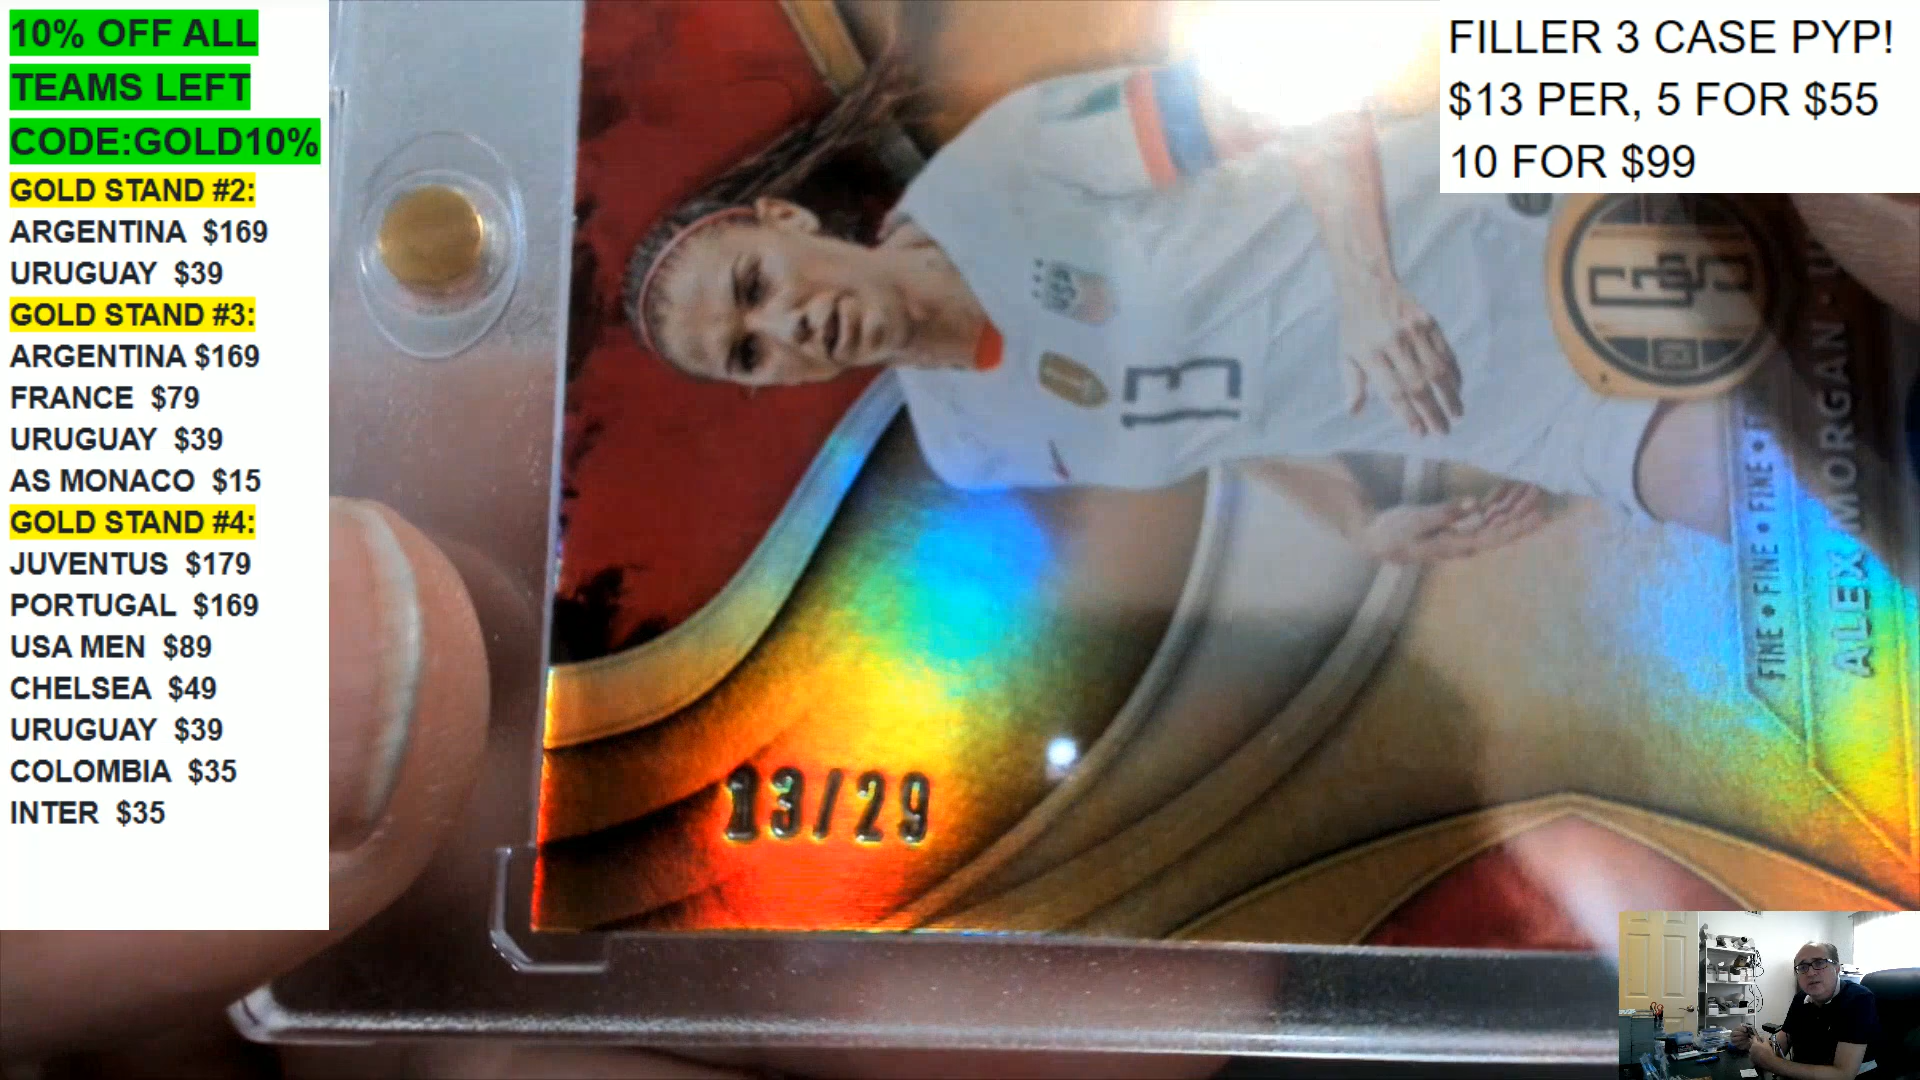 10% OFF ALL
TEAMS LEFT
CODE:GOLD10%
GOLD STAND #2:
ARGENTINA $169
URUGUAY $39
GOLD STAND #3:
ARGENTINA $169
FRANCE $79
URUGUAY $39
AS MONACO $15
GOLD STAND #4:
JUVENTUS $179
PORTUGAL $169
USA MEN $89
CHELSEA $49
URUGUAY $39
COLOMBIA $35
INTER $35
FILLER 3 CASE PYP!
$13 PER, 5 FOR $55
10 FOR $99
USA
13
GS
FINE • FINE • FINE •
ALEX MORGAN
13/29